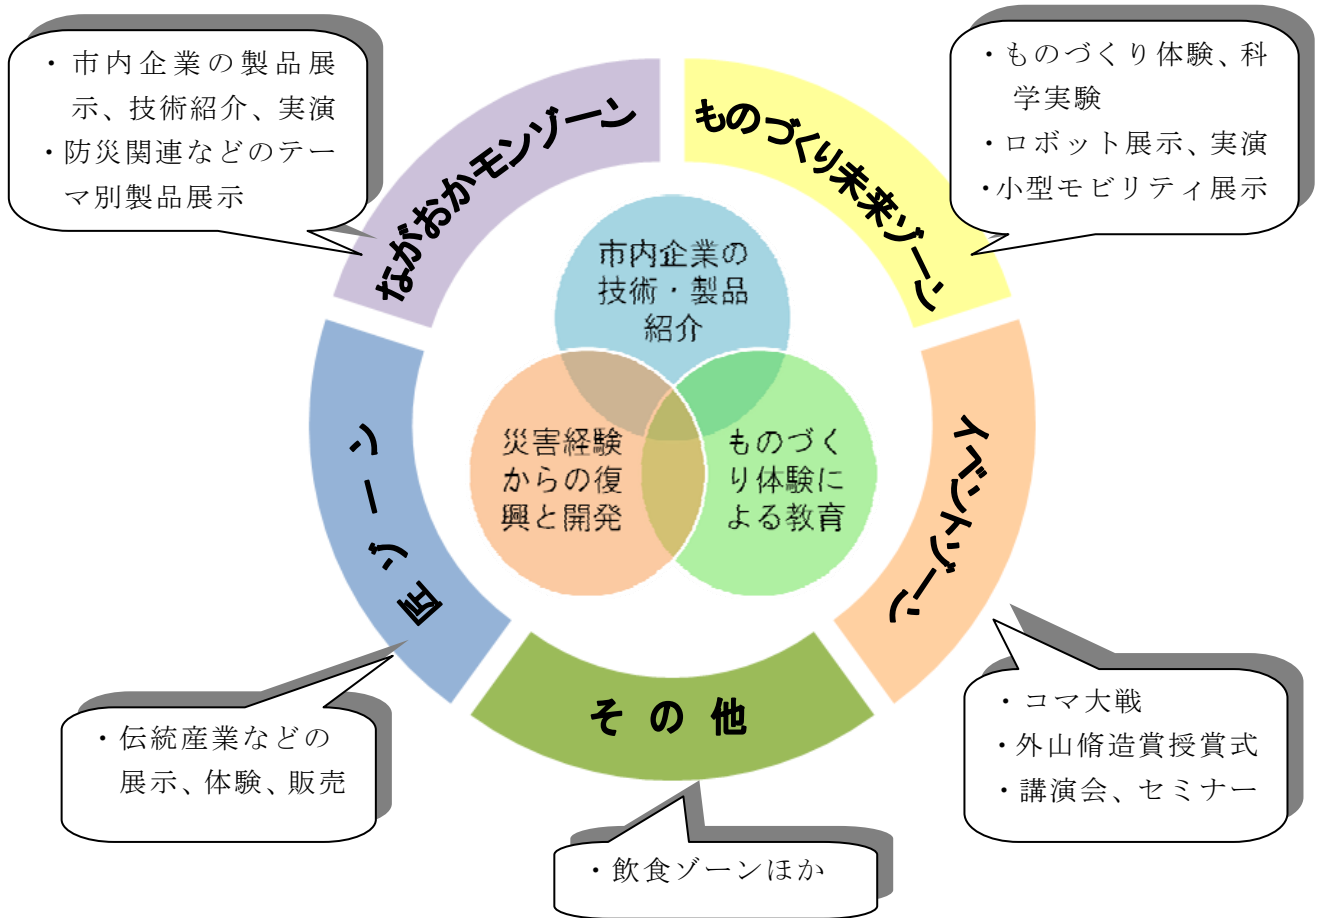 ・市内企業の製品展
示、技術紹介、実演
・防災関連などのテー
マ別製品展示
・ものづくり体験、科
学実験
・ロボット展示、実演
・小型モビリティ展示
ながおかモンゾーン
ものづくり未来ゾーン
市内企業の
技術・製品
紹介
災害経験
からの復
興と開発
ものづく
り体験に
よる教育
匠ゾーン
イベントゾーン
その他
・伝統産業などの
展示、体験、販売
・コマ大戦
・外山脩造賞授賞式
・講演会、セミナー
・飲食ゾーンほか